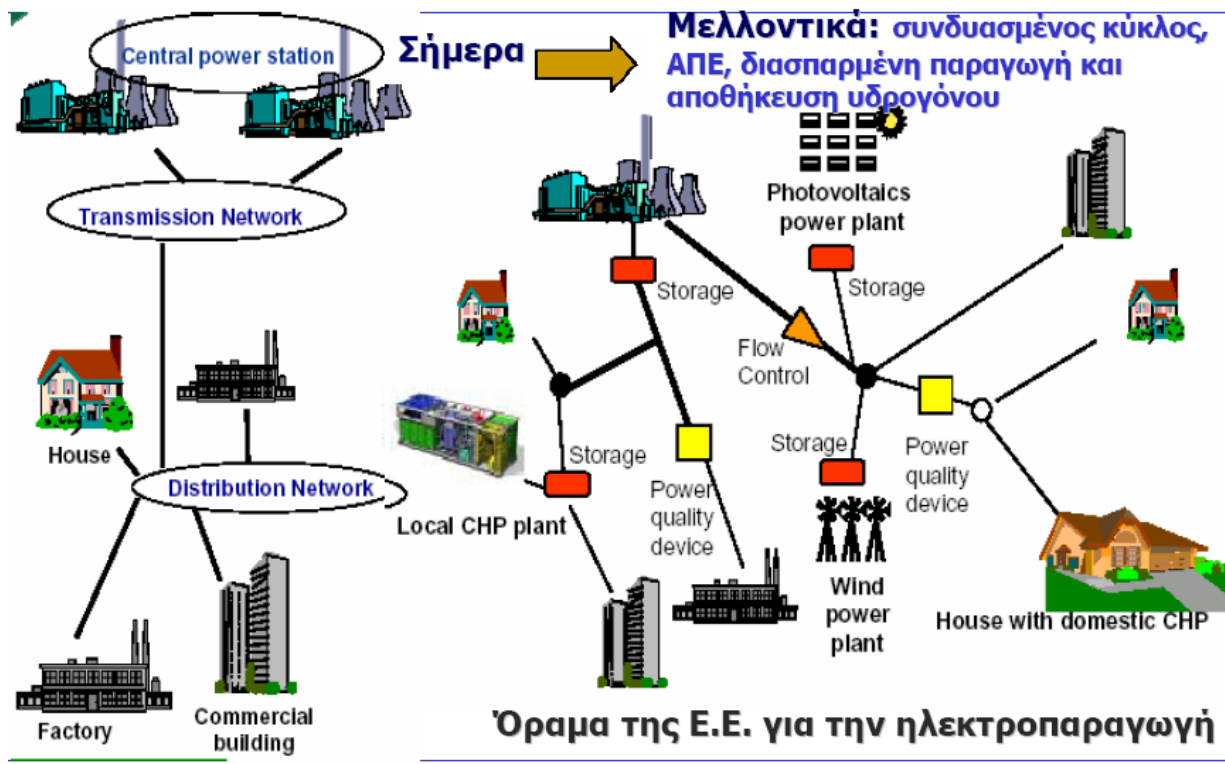 Central power station
Σήμερα
Μελλοντικά: συνδυασμένος κύκλος,
ΑΠΕ, διασπαρμένη παραγωγή και
αποθήκευση υδρογόνου
Transmission Network
House
Distribution Network
Factory
Commercial
building
Photovoltaics
power plant
Storage
Storage
Flow
Control
Storage
Storage
Local CHP plant
Power
quality
device
Power
quality
device
Wind
power
plant
House with domestic CHP
Όραμα της Ε.Ε. για την ηλεκτροπαραγωγή